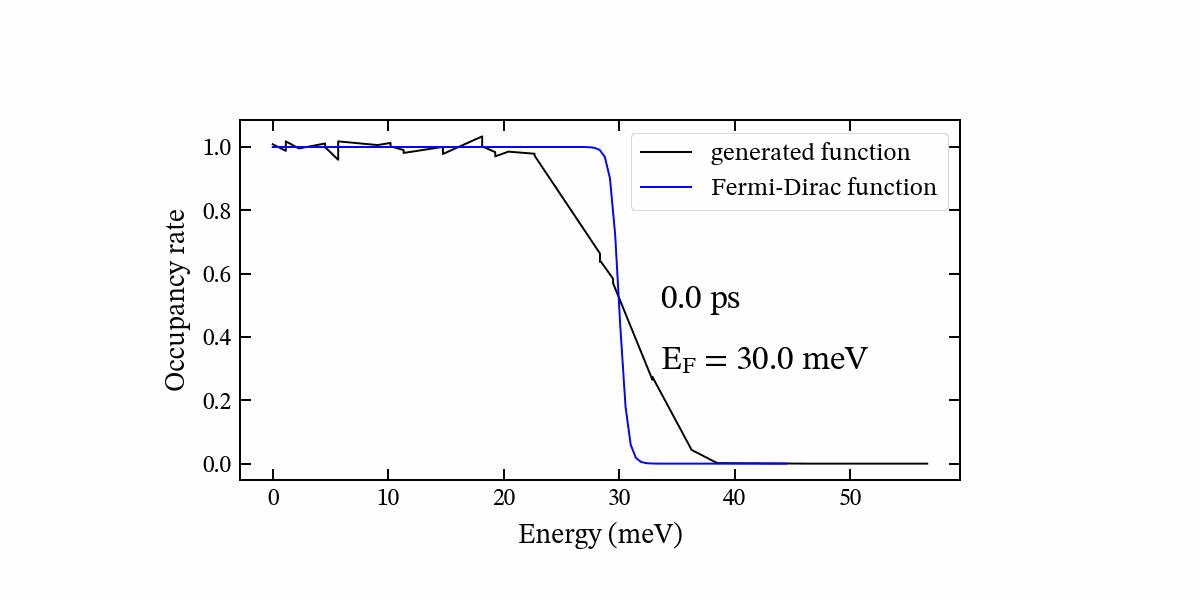 generated function
Fermi-Dirac function
0.0 ps
E_F = 30.0 meV
Occupancy rate
1.0
0.8
0.6
0.4
0.2
0.0
0 10 20 30 40 50
Energy (meV)